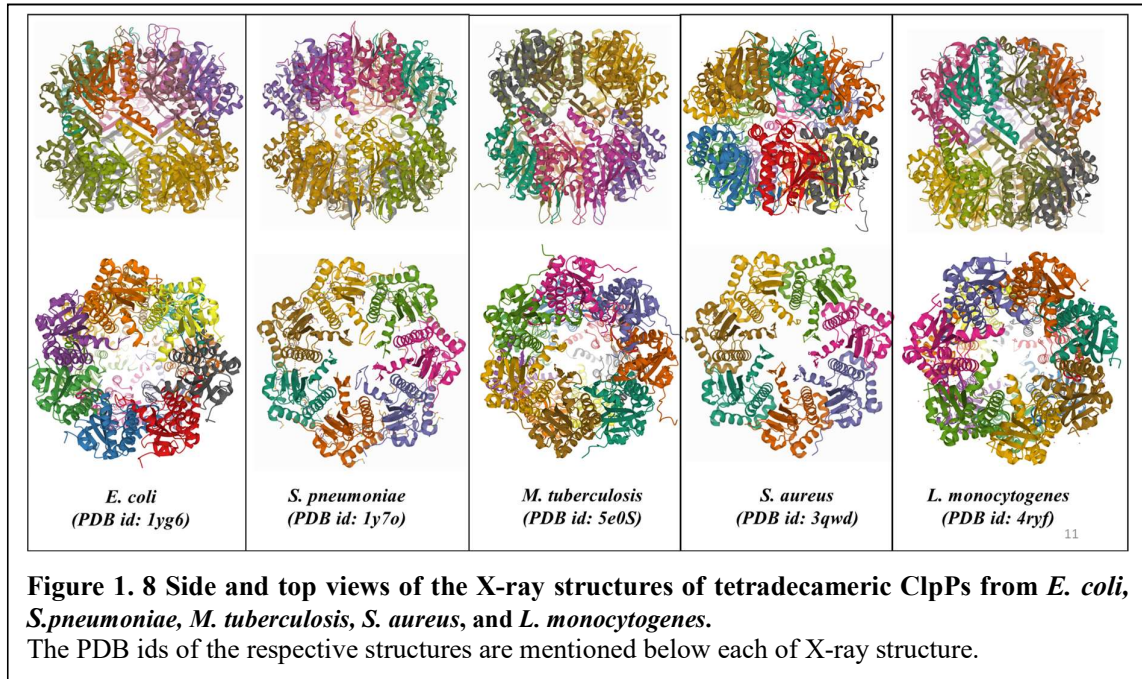 E. coli
(PDB id: 1yg6)
S. pneumoniae
(PDB id: 1y7o)
M. tuberculosis
(PDB id: 5e0S)
S. aureus
(PDB id: 3qwd)
L. monocytogenes
(PDB id: 4ryf)
11
Figure 1. 8 Side and top views of the X-ray structures of tetradecameric ClpPs from E. coli,
S.pneumoniae, M. tuberculosis, S. aureus, and L. monocytogenes.
The PDB ids of the respective structures are mentioned below each of X-ray structure.